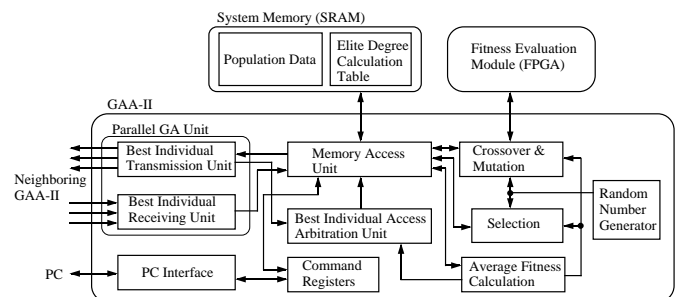 System Memory (SRAM)
Population Data
Elite Degree
Calculation
Table
Fitness Evaluation
Module (FPGA)
GAA-II
Parallel GA Unit
Best Individual
Transmission Unit
Memory Access
Unit
Crossover &
Mutation
Neighboring
GAA-II
Best Individual
Receiving Unit
Best Individual Access
Arbitration Unit
Selection
Random
Number
Generator
PC
PC Interface
Command
Registers
Average Fitness
Calculation